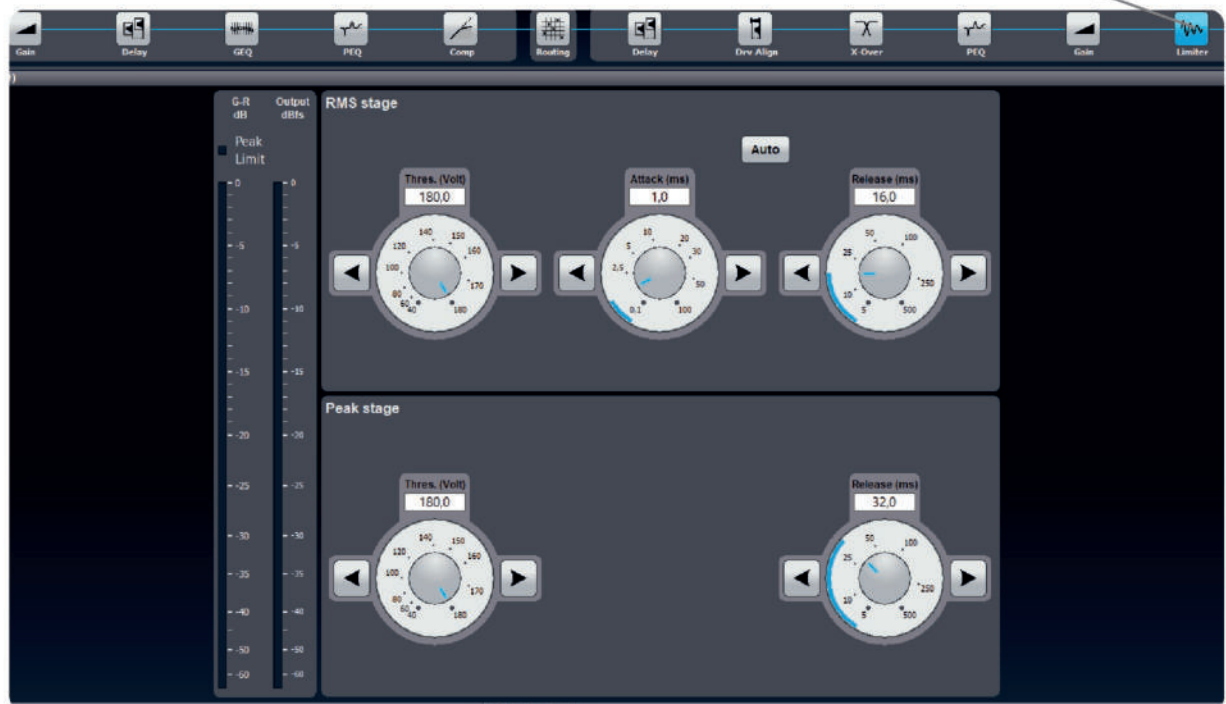 Gain Delay GEQ PEQ Comp Routing Delay Drv Align X-Over PEQ Gain Limiter
)
G-R Output
dB dBfs
Peak
Limit
0 0
-5 -5
-10 -10
-15 -15
-20 -20
-25 -25
-30 -30
-35 -35
-40 -40
-50 -50
-60 -60
RMS stage
Auto
Thres. (Volt) Attack (ms) Release (ms)
180,0 1,0 16,0
40 60 80 100 120 140 150 160 170 180
0.1 2.5 5 10 20 30 50 100
5 10 25 50 100 250 500
Peak stage
Thres. (Volt) Release (ms)
180,0 32,0
40 60 80 100 120 140 150 160 170 180
5 10 25 50 100 250 500